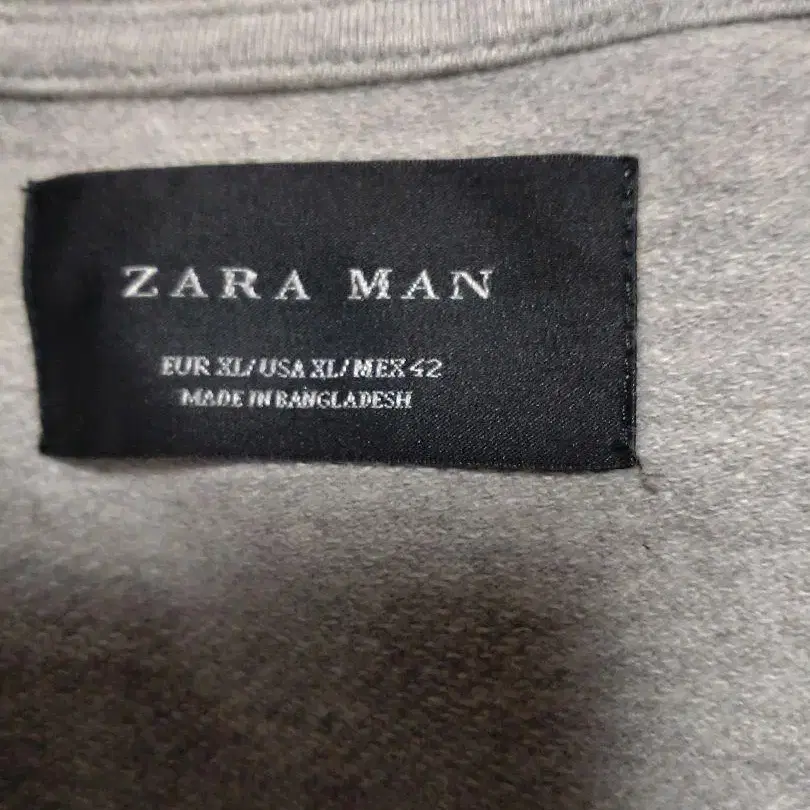 ZARA MAN
EUR XL/USA XL/MEX 42
MADE IN BANGLADESH